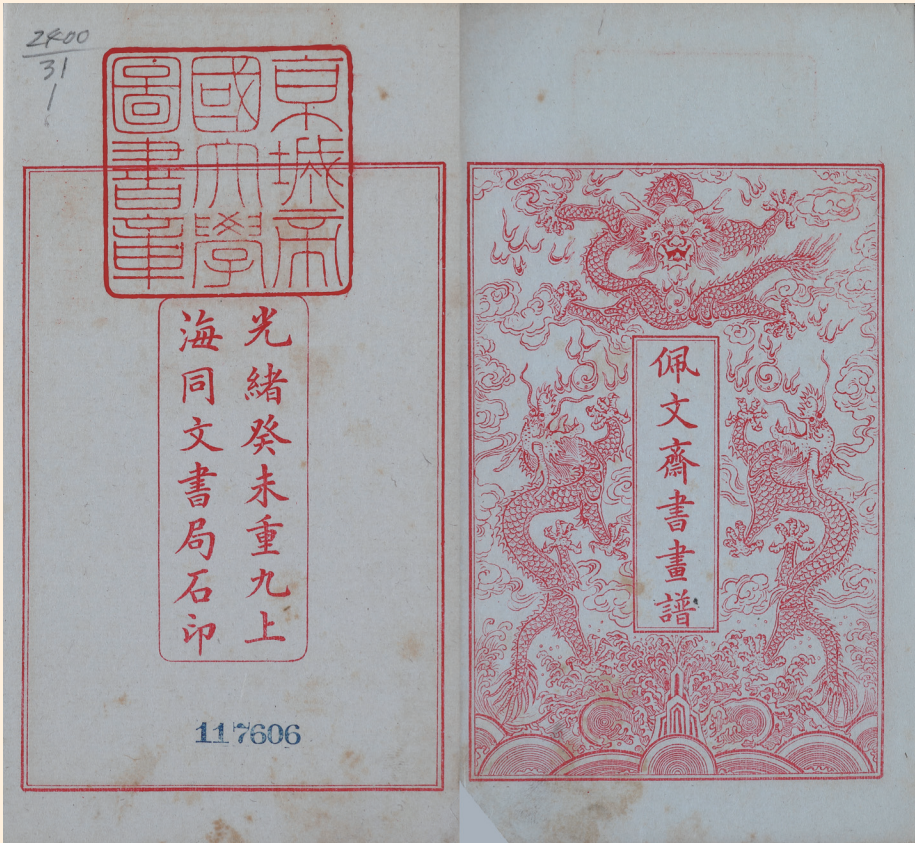 佩文齋書畫譜
2400
31
1
京城帝
國大學
圖書章
光緒癸未重九上
海同文書局石印
117606